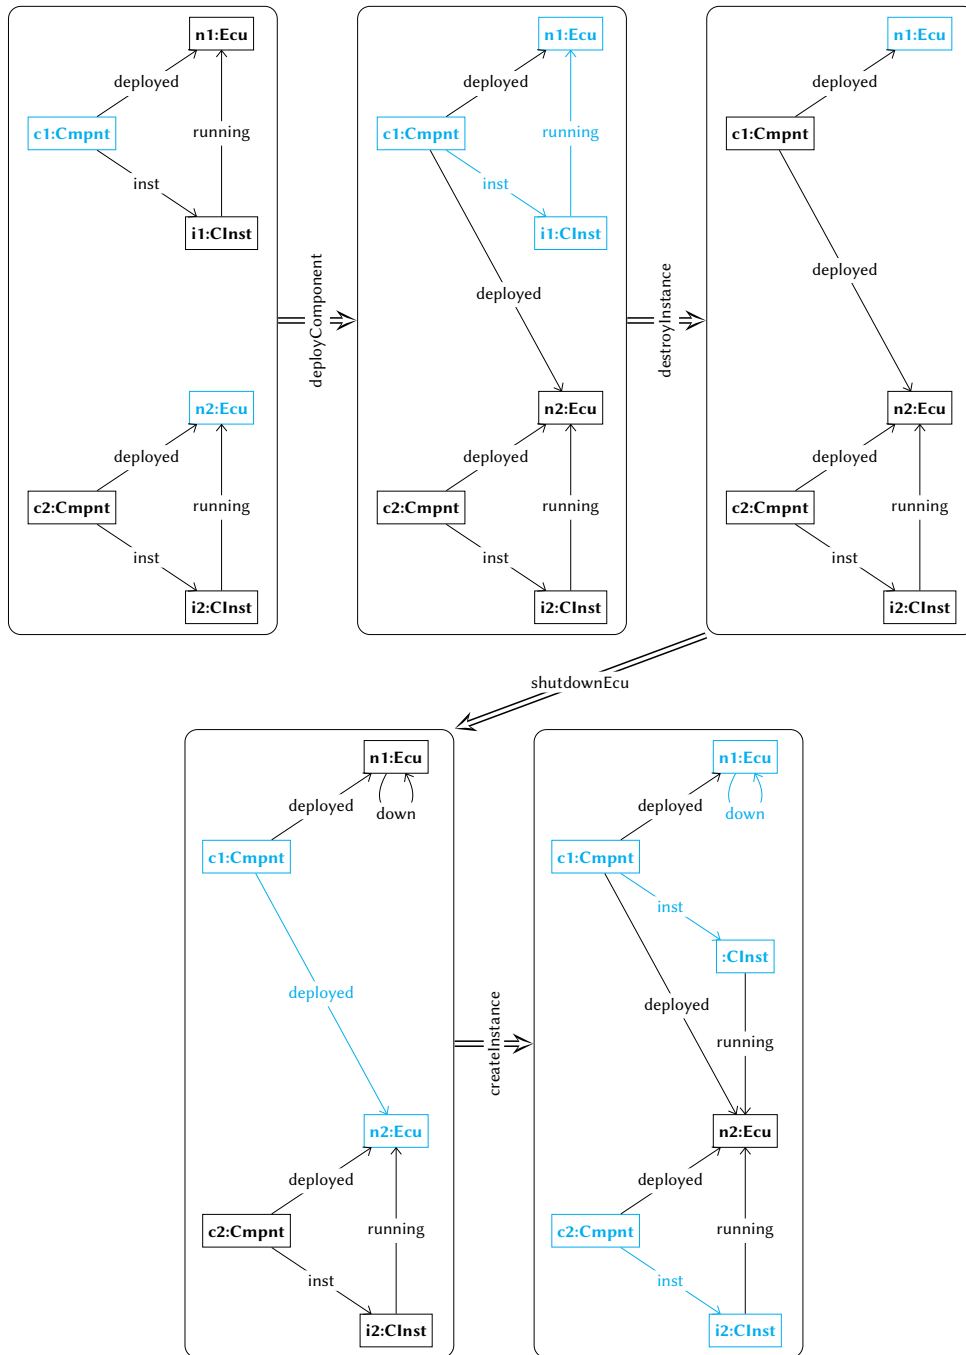 n1:Ecu
deployed
c1:Cmpnt
running
inst
i1:CInst
n2:Ecu
deployed
c2:Cmpnt
running
inst
i2:CInst
deployComponent
n1:Ecu
deployed
c1:Cmpnt
running
inst
i1:CInst
deployed
n2:Ecu
deployed
c2:Cmpnt
running
inst
i2:CInst
destroyInstance
n1:Ecu
deployed
c1:Cmpnt
deployed
n2:Ecu
deployed
c2:Cmpnt
running
inst
i2:CInst
shutdownEcu
n1:Ecu
deployed
down
c1:Cmpnt
deployed
n2:Ecu
deployed
c2:Cmpnt
running
inst
i2:CInst
createInstance
n1:Ecu
deployed
down
c1:Cmpnt
inst
:CInst
deployed
running
n2:Ecu
deployed
c2:Cmpnt
running
inst
i2:CInst